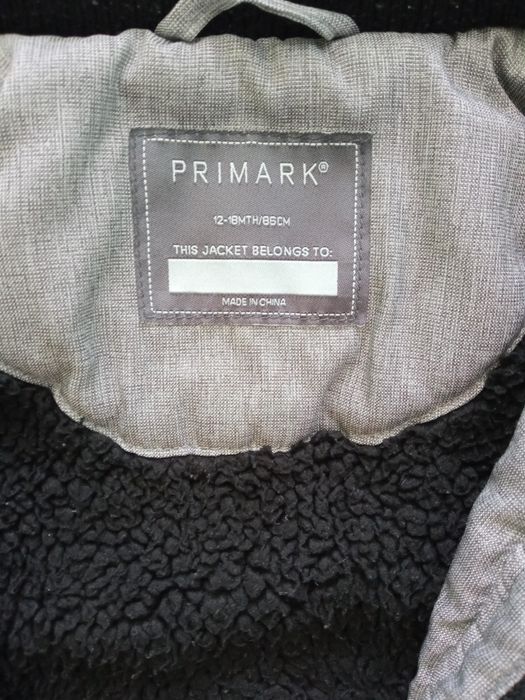 PRIMARK®
12-18MTH/86CM
THIS JACKET BELONGS TO:
MADE IN CHINA